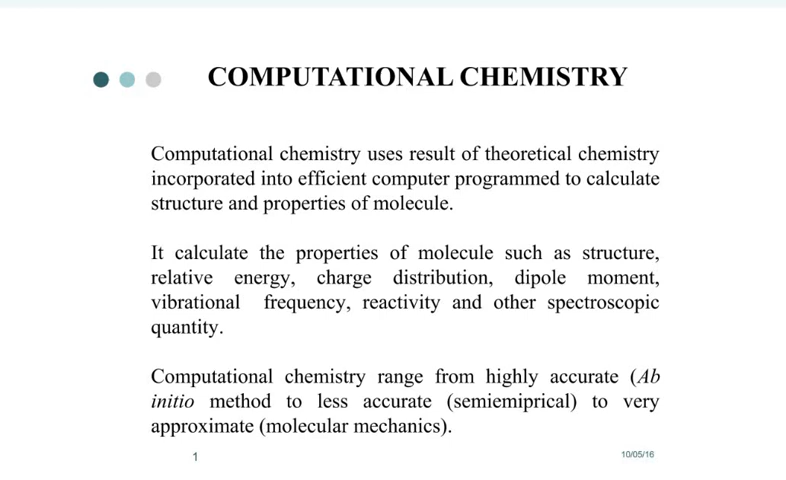 COMPUTATIONAL CHEMISTRY
Computational chemistry uses result of theoretical chemistry
incorporated into efficient computer programmed to calculate
structure and properties of molecule.
It calculate the properties of molecule such as structure,
relative energy, charge distribution, dipole moment,
vibrational frequency, reactivity and other spectroscopic
quantity.
Computational chemistry range from highly accurate (Ab
initio method to less accurate (semiemiprical) to very
approximate (molecular mechanics).
1
10/05/16